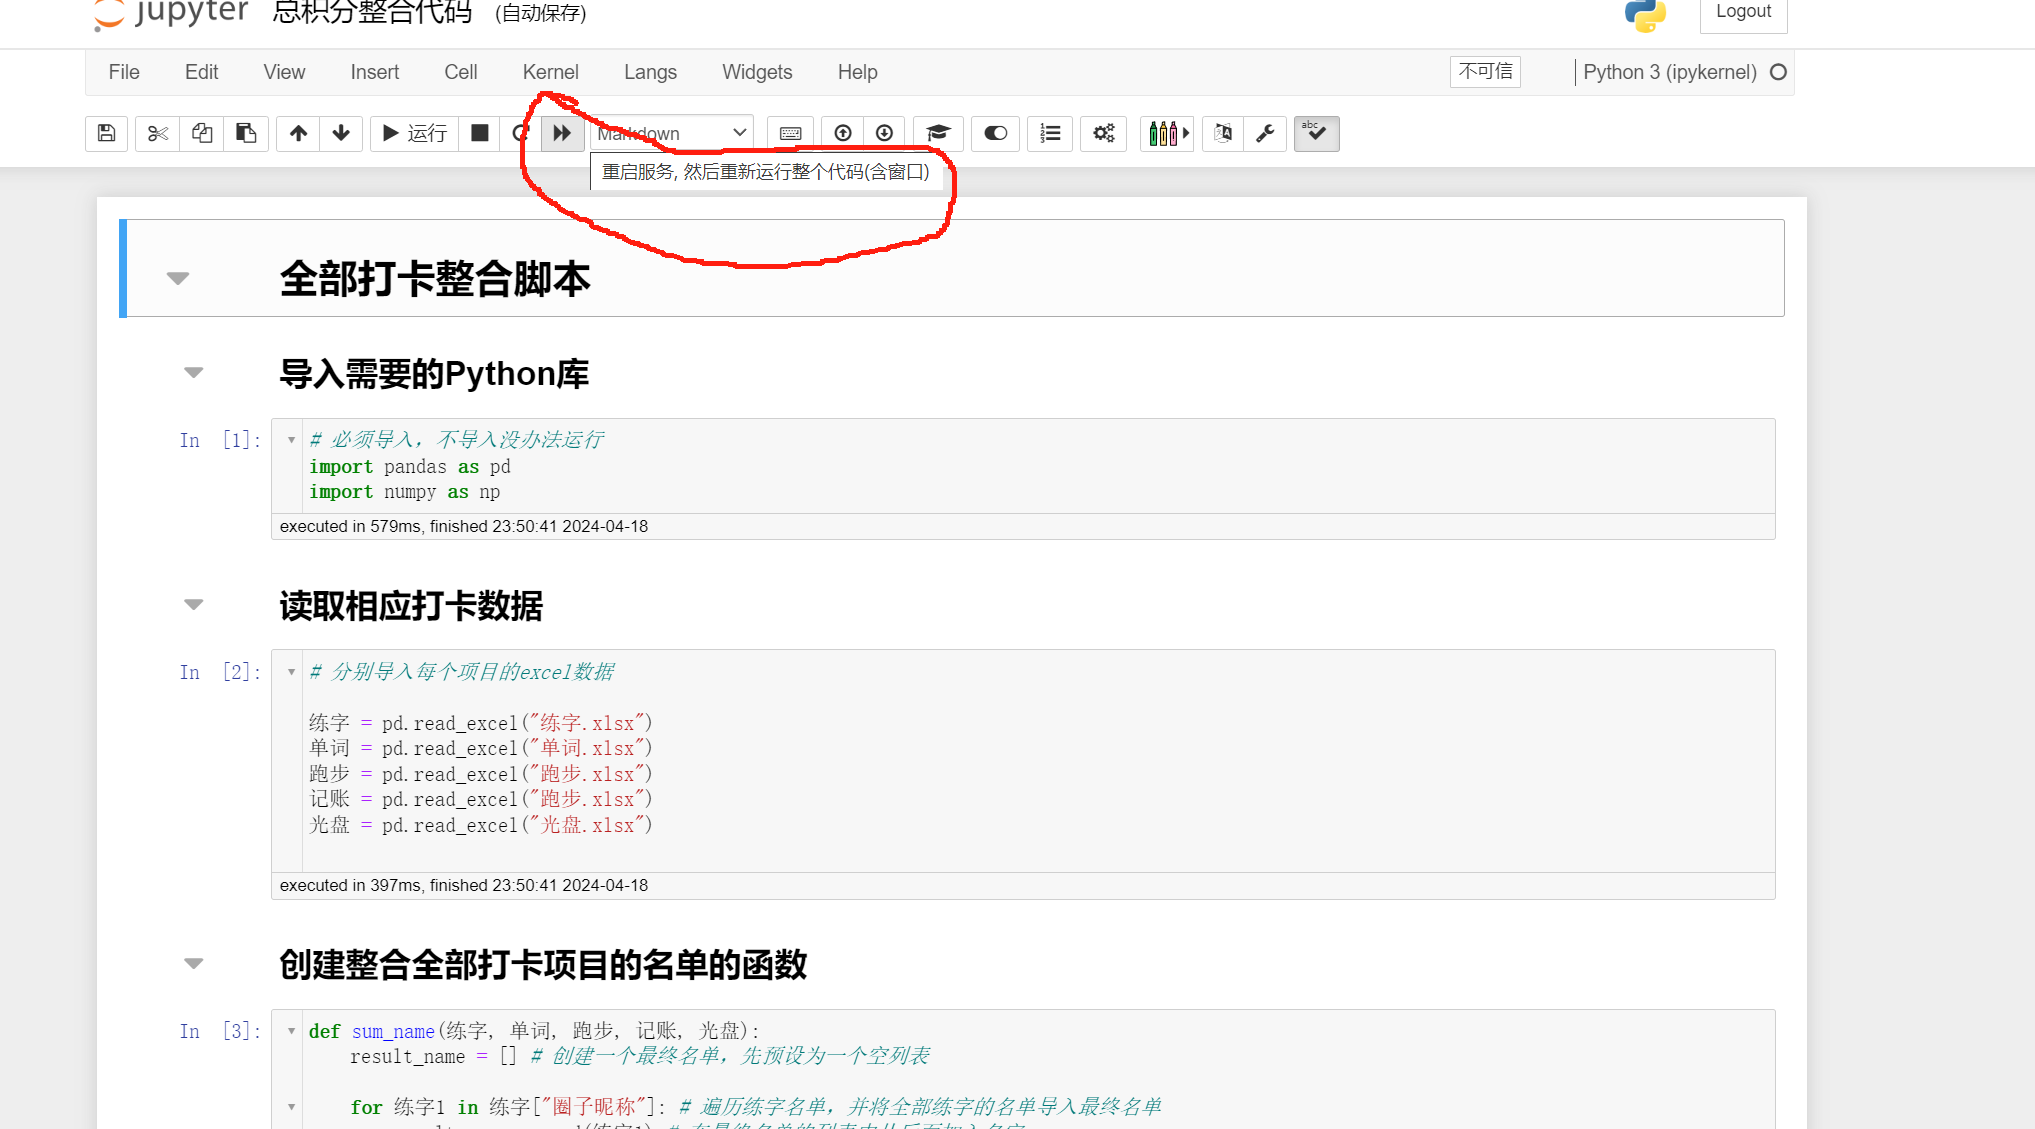 jupyter 总积分整合代码 (自动保存)
Logout
File Edit View Insert Cell Kernel Langs Widgets Help
不可信 Python 3 (ipykernel)
运行 Markdown abc
重启服务, 然后重新运行整个代码(含窗口)
全部打卡整合脚本
导入需要的Python库
In [1]:
# 必须导入，不导入没办法运行
import pandas as pd
import numpy as np
executed in 579ms, finished 23:50:41 2024-04-18
读取相应打卡数据
In [2]:
# 分别导入每个项目的excel数据
练字 = pd.read_excel("练字.xlsx")
单词 = pd.read_excel("单词.xlsx")
跑步 = pd.read_excel("跑步.xlsx")
记账 = pd.read_excel("跑步.xlsx")
光盘 = pd.read_excel("光盘.xlsx")
executed in 397ms, finished 23:50:41 2024-04-18
创建整合全部打卡项目的名单的函数
In [3]:
def sum_name(练字, 单词, 跑步, 记账, 光盘):
result_name = [] # 创建一个最终名单，先预设为一个空列表
for 练字1 in 练字["圈子昵称"]: # 遍历练字名单，并将全部练字的名单导入最终名单